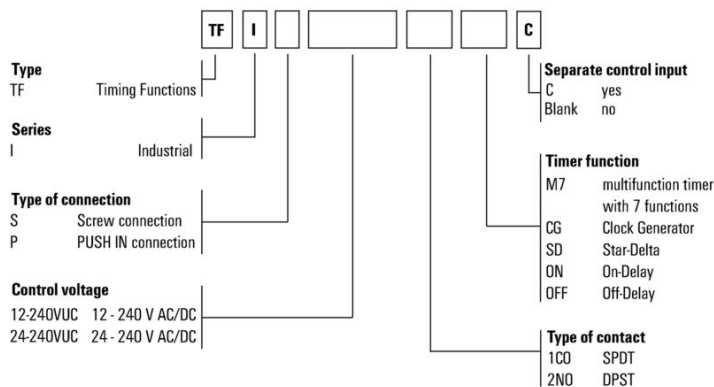 TF I C
Type
TF Timing Functions
Series
I Industrial
Type of connection
S Screw connection
P PUSH IN connection
Control voltage
12-240VUC 12 - 240 V AC/DC
24-240VUC 24 - 240 V AC/DC
Separate control input
C yes
Blank no
Timer function
M7 multifunction timer
with 7 functions
CG Clock Generator
SD Star-Delta
ON On-Delay
OFF Off-Delay
Type of contact
1CO SPDT
2NO DPST